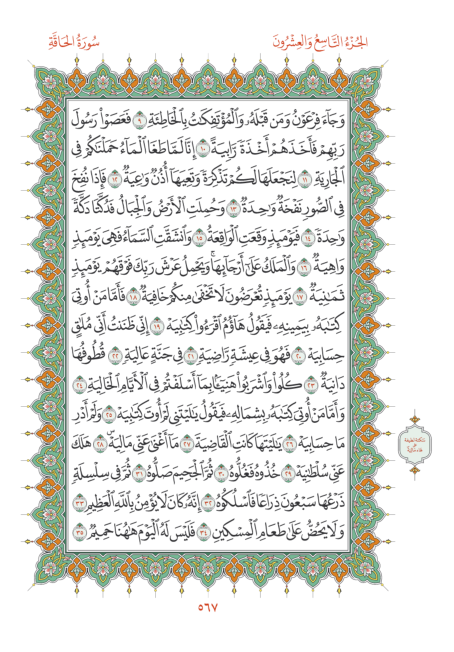 الجُزْءُ التَّاسِعُ وَالعِشْرُونَ
سُورَةُ الحَاقَّةِ
وَجَآءَ فِرْعَوْنُ وَمَن قَبْلَهُۥ وَٱلْمُؤْتَفِكَٰتُ بِٱلْخَاطِئَةِ ٩ فَعَصَوْا۟ رَسُولَ
رَبِّهِمْ فَأَخَذَهُمْ أَخْذَةً رَّابِيَةً ١٠ إِنَّا لَمَّا طَغَا ٱلْمَآءُ حَمَلْنَٰكُمْ فِى
ٱلْجَارِيَةِ ١١ لِنَجْعَلَهَا لَكُمْ تَذْكِرَةً وَتَعِيَهَآ أُذُنٌ وَٰعِيَةٌ ١٢ فَإِذَا نُفِخَ
فِى ٱلصُّورِ نَفْخَةٌ وَٰحِدَةٌ ١٣ وَحُمِلَتِ ٱلْأَرْضُ وَٱلْجِبَالُ فَدُكَّتَا دَكَّةً
وَٰحِدَةً ١٤ فَيَوْمَئِذٍ وَقَعَتِ ٱلْوَاقِعَةُ ١٥ وَٱنشَقَّتِ ٱلسَّمَآءُ فَهِىَ يَوْمَئِذٍ
وَاهِيَةٌ ١٦ وَٱلْمَلَكُ عَلَىٰٓ أَرْجَآئِهَا ۚ وَيَحْمِلُ عَرْشَ رَبِّكَ فَوْقَهُمْ يَوْمَئِذٍ
ثَمَٰنِيَةٌ ١٧ يَوْمَئِذٍ تُعْرَضُونَ لَا تَخْفَىٰ مِنكُمْ خَافِيَةٌ ١٨ فَأَمَّا مَنْ أُوتِىَ
كِتَٰبَهُۥ بِيَمِينِهِۦ فَيَقُولُ هَآؤُمُ ٱقْرَءُوا۟ كِتَٰبِيَهْ ١٩ إِنِّى ظَنَنتُ أَنِّى مُلَٰقٍ
حِسَابِيَهْ ٢٠ فَهُوَ فِى عِيشَةٍ رَّاضِيَةٍ ٢١ فِى جَنَّةٍ عَالِيَةٍ ٢٢ قُطُوفُهَا
دَانِيَةٌ ٢٣ كُلُوا۟ وَٱشْرَبُوا۟ هَنِيٓـًٔۢا بِمَآ أَسْلَفْتُمْ فِى ٱلْأَيَّامِ ٱلْخَالِيَةِ ٢٤
وَأَمَّا مَنْ أُوتِىَ كِتَٰبَهُۥ بِشِمَالِهِۦ فَيَقُولُ يَٰلَيْتَنِى لَمْ أُوتَ كِتَٰبِيَهْ ٢٥ وَلَمْ أَدْرِ
مَا حِسَابِيَهْ ٢٦ يَٰلَيْتَهَا كَانَتِ ٱلْقَاضِيَةَ ٢٧ مَآ أَغْنَىٰ عَنِّى مَالِيَهْ ۜ ٢٨ هَلَكَ
عَنِّى سُلْطَٰنِيَهْ ٢٩ خُذُوهُ فَغُلُّوهُ ٣٠ ثُمَّ ٱلْجَحِيمَ صَلُّوهُ ٣١ ثُمَّ فِى سِلْسِلَةٍ
ذَرْعُهَا سَبْعُونَ ذِرَاعًا فَٱسْلُكُوهُ ٣٢ إِنَّهُۥ كَانَ لَا يُؤْمِنُ بِٱللَّهِ ٱلْعَظِيمِ ٣٣
وَلَا يَحُضُّ عَلَىٰ طَعَامِ ٱلْمِسْكِينِ ٣٤ فَلَيْسَ لَهُ ٱلْيَوْمَ هَٰهُنَا حَمِيمٌ ٣٥
٥٦٧